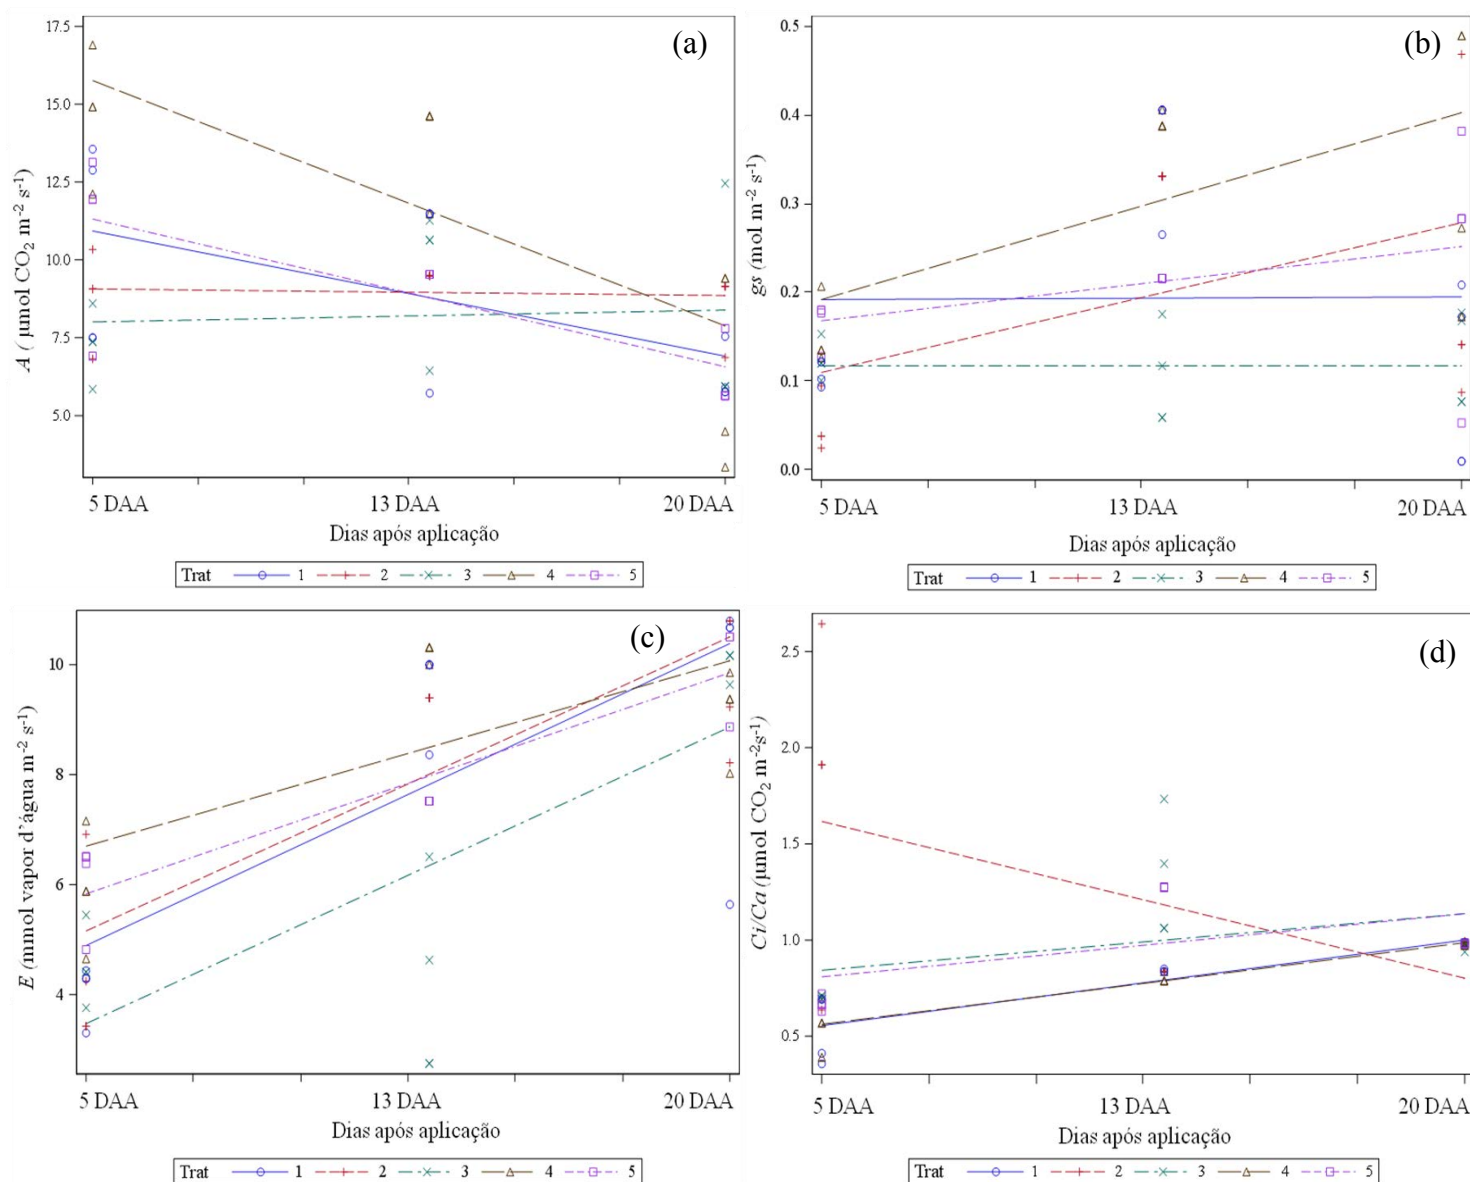 (a)
17.5
15.0
12.5
10.0
7.5
5.0
A ( µmol CO₂ m⁻² s⁻¹)
5 DAA 13 DAA 20 DAA
Dias após aplicação
Trat 1 2 3 4 5
(b)
0.5
0.4
0.3
0.2
0.1
0.0
gs (mol m⁻² s⁻¹)
5 DAA 13 DAA 20 DAA
Dias após aplicação
Trat 1 2 3 4 5
(c)
10
8
6
4
E (mmol vapor d'água m⁻² s⁻¹)
5 DAA 13 DAA 20 DAA
Dias após aplicação
Trat 1 2 3 4 5
(d)
2.5
2.0
1.5
1.0
0.5
Ci/Ca (µmol CO₂ m⁻²s⁻¹)
5 DAA 13 DAA 20 DAA
Dias após aplicação
Trat 1 2 3 4 5